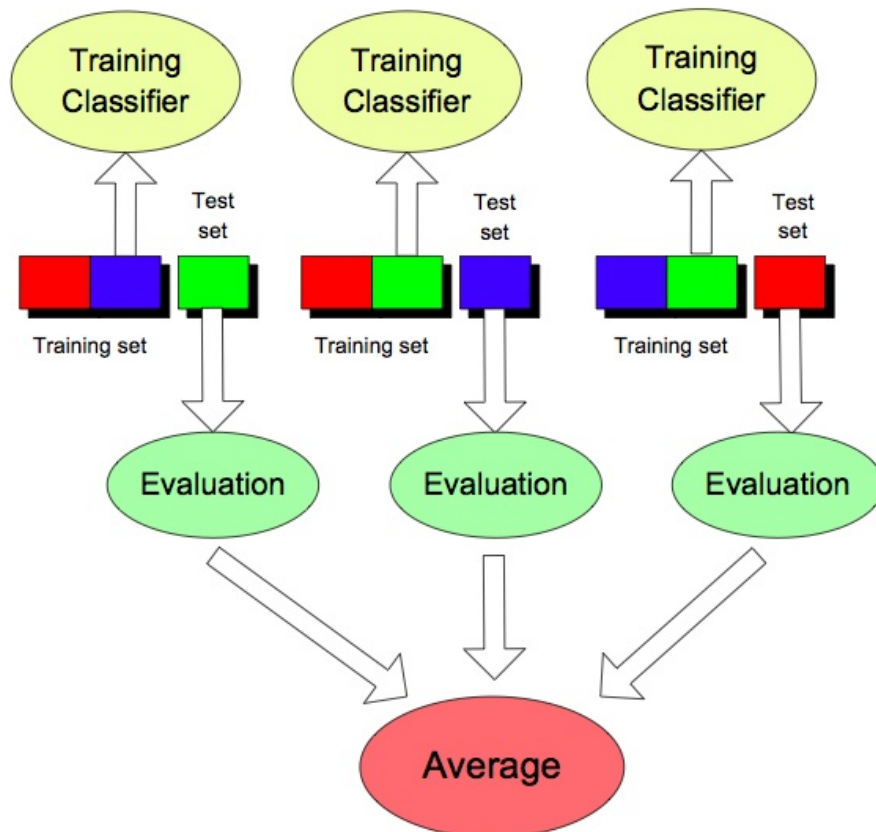 Training
Classifier
Training
Classifier
Training
Classifier
Test
set
Test
set
Test
set
Training set
Training set
Training set
Evaluation
Evaluation
Evaluation
Average